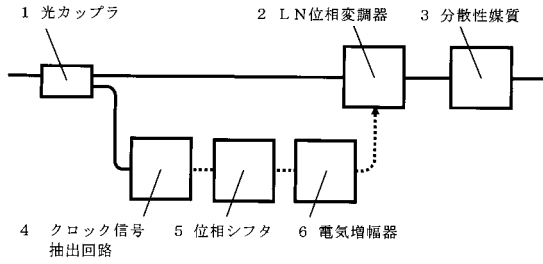 1 光カップラ
2 LN位相変調器
3 分散性媒質
4 クロック信号
抽出回路
5 位相シフタ
6 電気増幅器